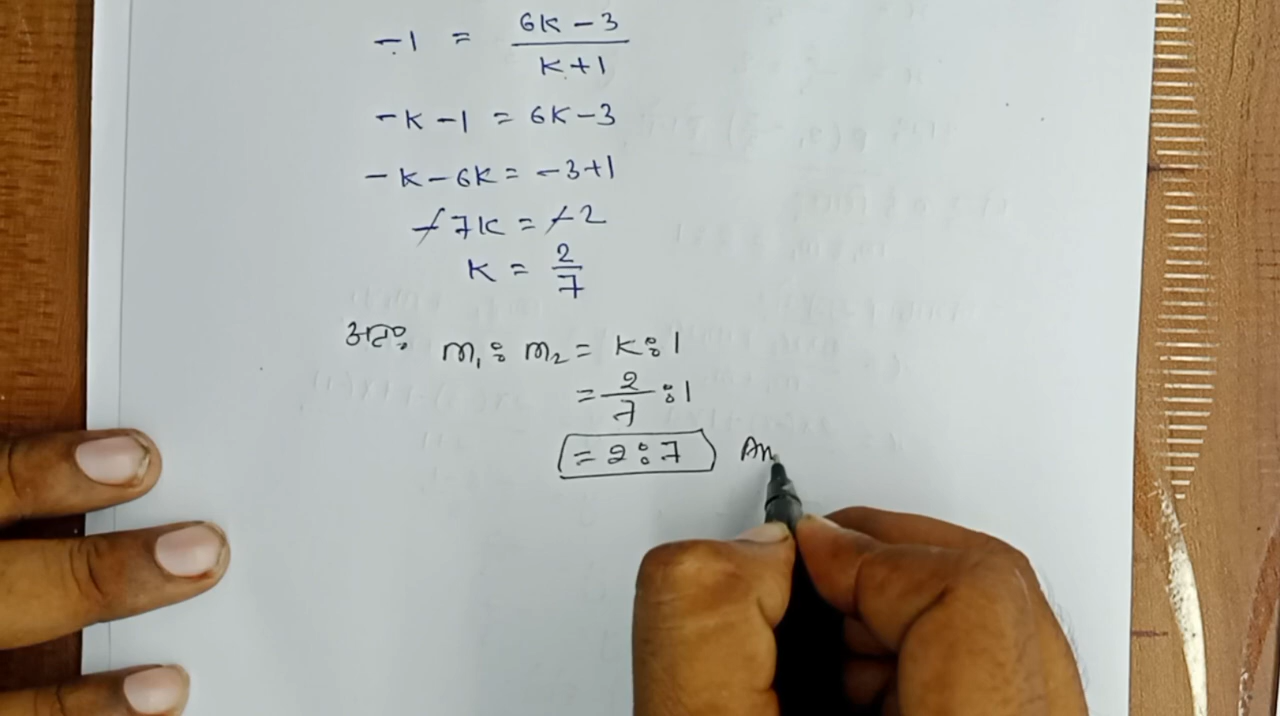 -1 = (6K - 3)/(K + 1)
-K - 1 = 6K - 3
-K - 6K = -3 + 1
-7K = -2
K = 2/7
अतः m₁ : m₂ = K : 1
= 2/7 : 1
= 2 : 7 An